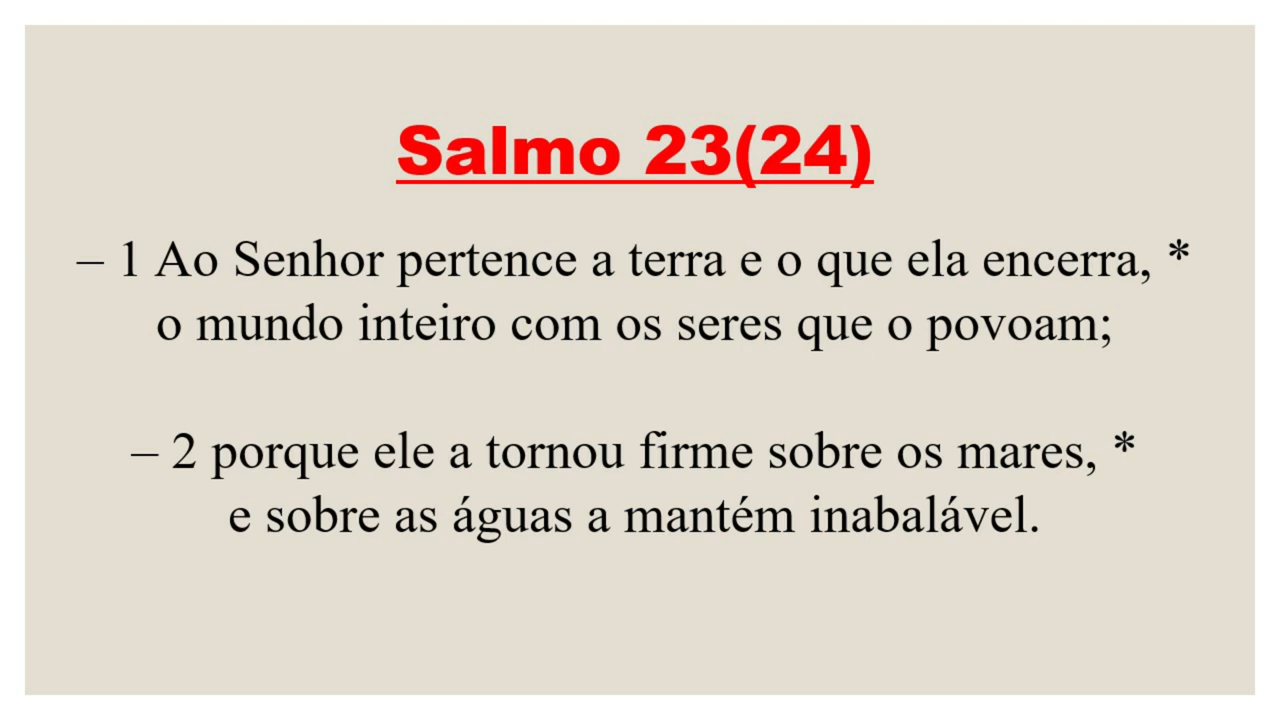 Salmo 23(24)
– 1 Ao Senhor pertence a terra e o que ela encerra, *
o mundo inteiro com os seres que o povoam;
– 2 porque ele a tornou firme sobre os mares, *
e sobre as águas a mantém inabalável.